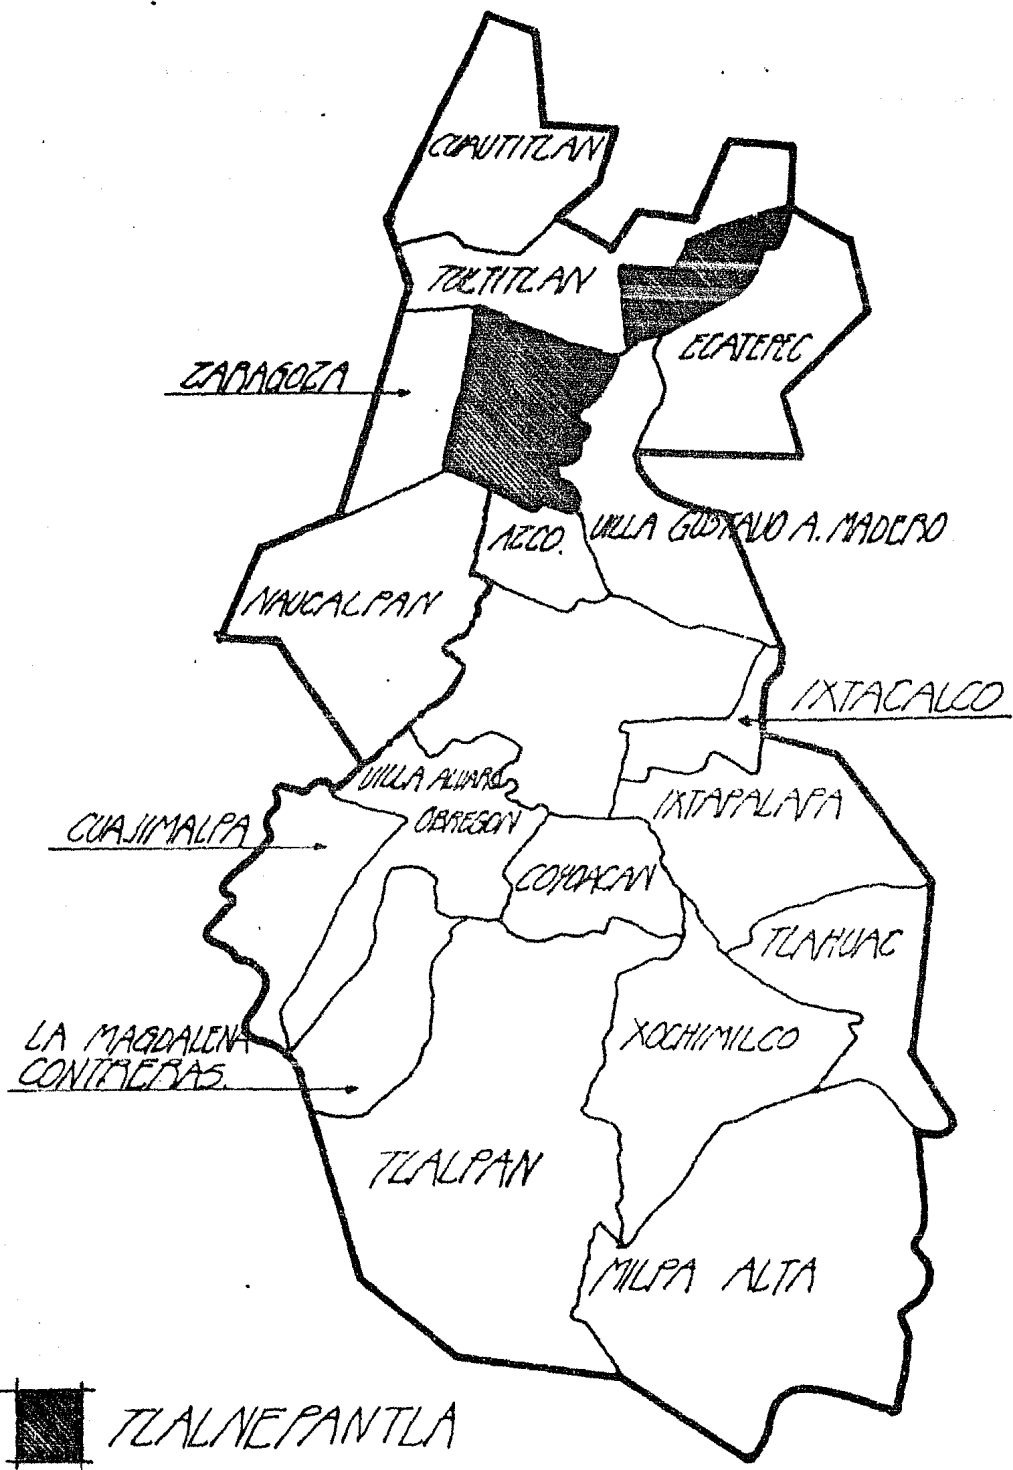 CUAUTITLAN
TULTITLAN
ECATEPEC
ZARAGOZA
AZCO.
VILLA GUSTAVO A. MADERO
NAUCALPAN
IXTACALCO
VILLA ALVARO
OBREGON
IXTAPALAPA
CUAJIMALPA
COYOACAN
TLAHUAC
LA MAGDALENA
CONTRERAS.
XOCHIMILCO
TLALPAN
MILPA ALTA
TLALNEPANTLA